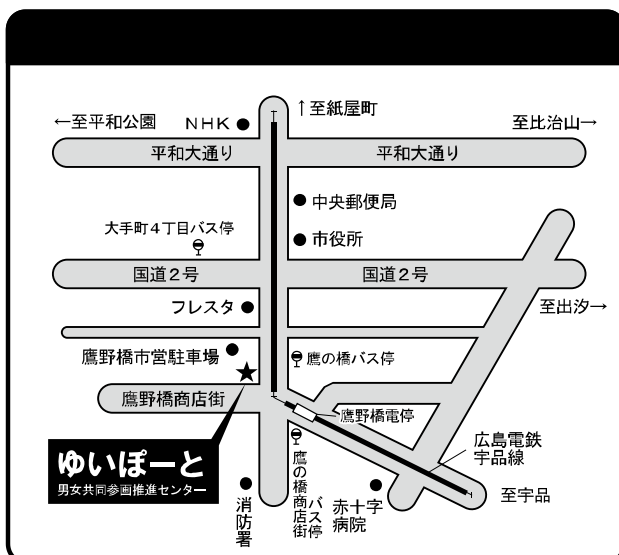 ↑至紙屋町
←至平和公園
NHK
至比治山→
平和大通り
平和大通り
中央郵便局
大手町4丁目バス停
市役所
国道2号
国道2号
フレスタ
至出汐→
鷹野橋市営駐車場
鷹の橋バス停
鷹野橋商店街
鷹野橋電停
広島電鉄
宇品線
ゆいぽーと
男女共同参画推進センター
消防署
鷹の橋商店街
バス停
赤十字
病院
至宇品